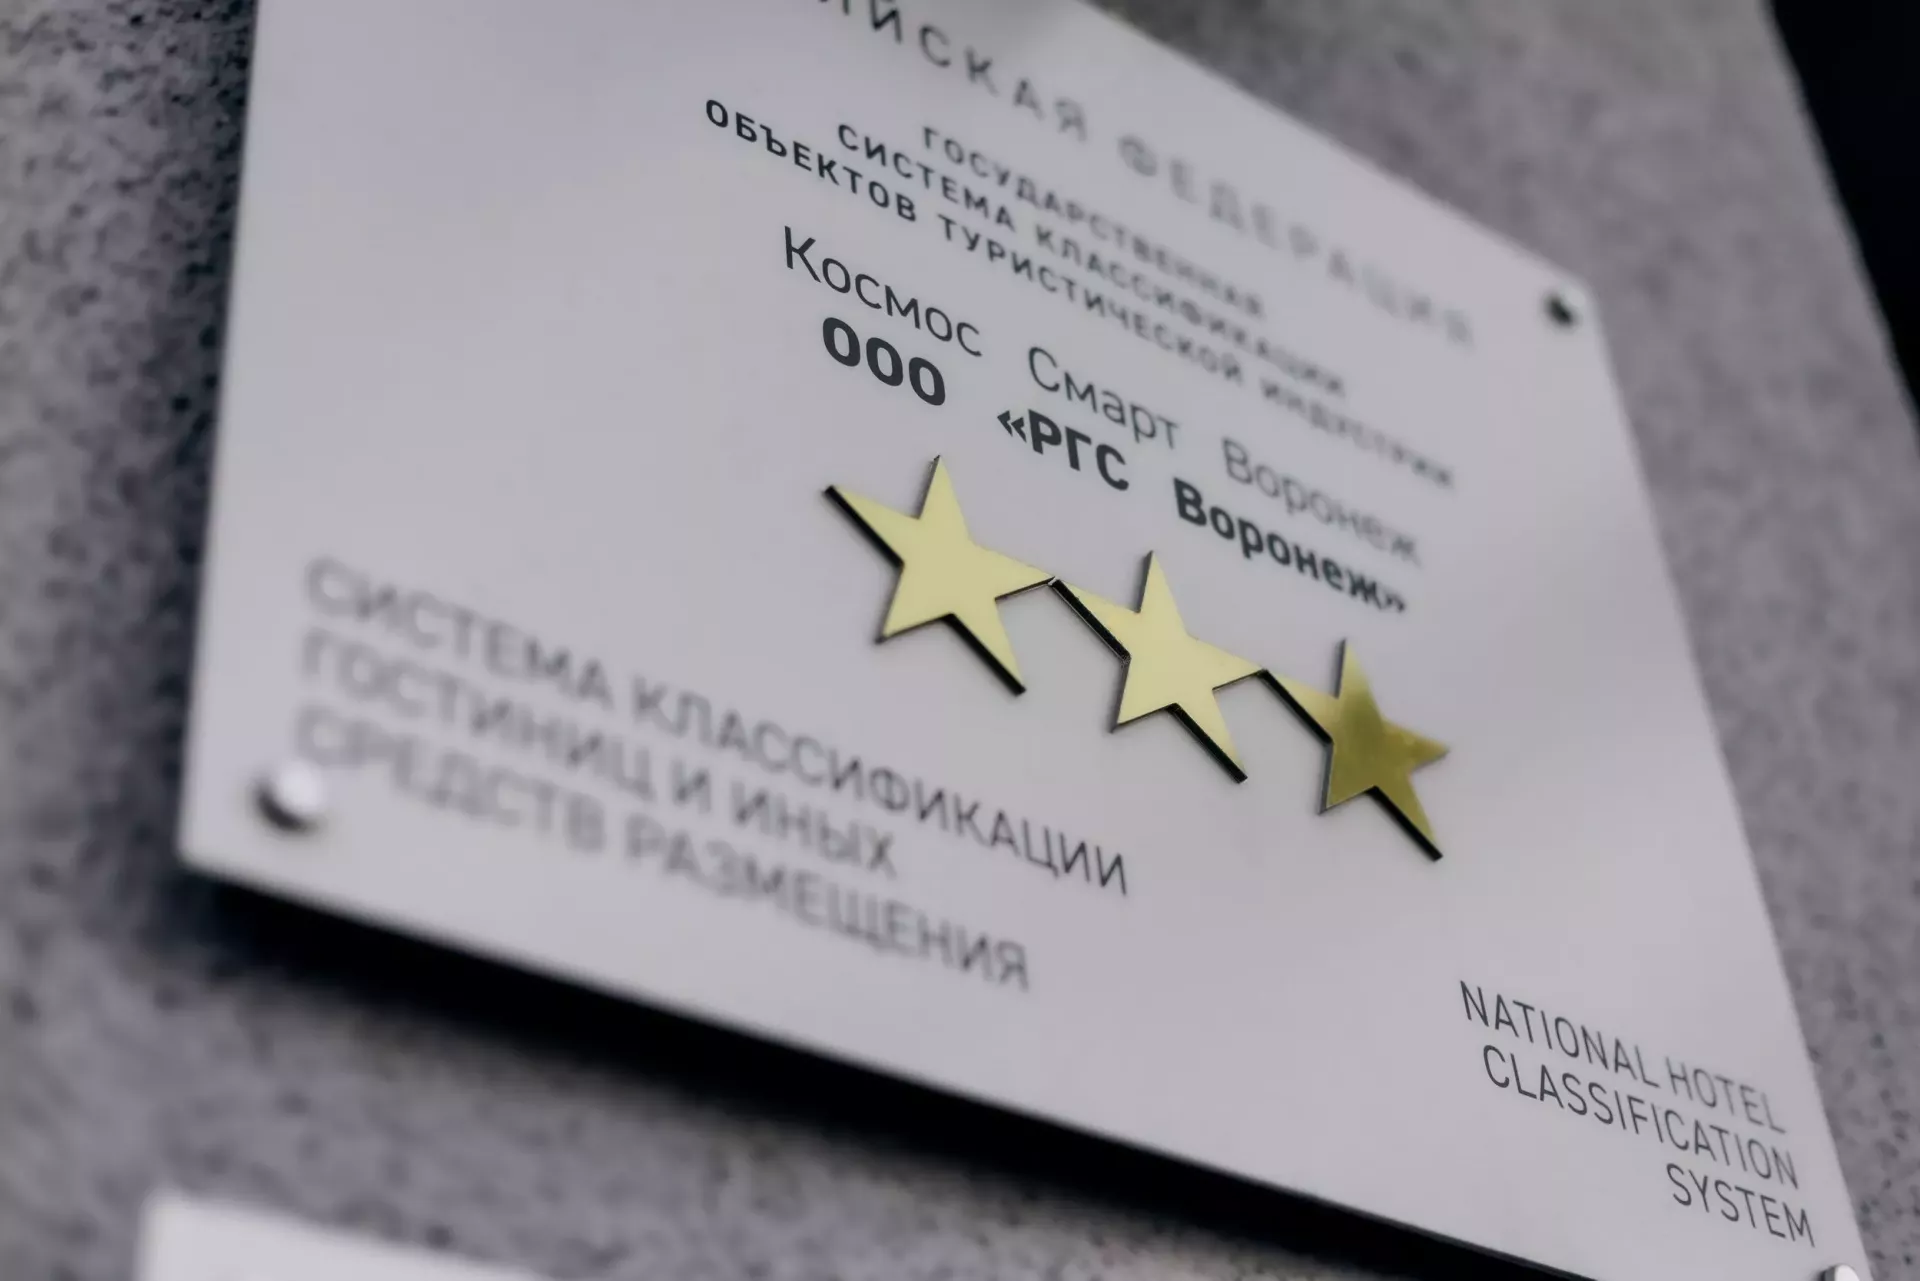 ЙСКАЯ ФЕДЕРАЦИЯ
ГОСУДАРСТВЕННАЯ
СИСТЕМА КЛАССИФИКАЦИИ
ОБЪЕКТОВ ТУРИСТИЧЕСКОЙ ИНДУСТРИИ
Космос Смарт Воронеж
ООО «РГС Воронеж»
СИСТЕМА КЛАССИФИКАЦИИ
ГОСТИНИЦ И ИНЫХ
СРЕДСТВ РАЗМЕЩЕНИЯ
NATIONAL HOTEL
CLASSIFICATION
SYSTEM